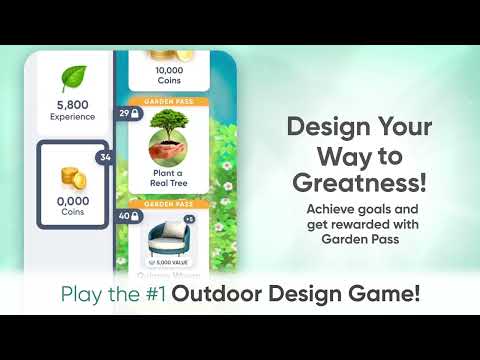 10,000
Coins
5,800
Experience
GARDEN PASS
29
Plant a
Real Tree
34
0,000
Coins
GARDEN PASS
40
+5
5,000 VALUE
Design Your
Way to
Greatness!
Achieve goals and
get rewarded with
Garden Pass
Play the #1 Outdoor Design Game!